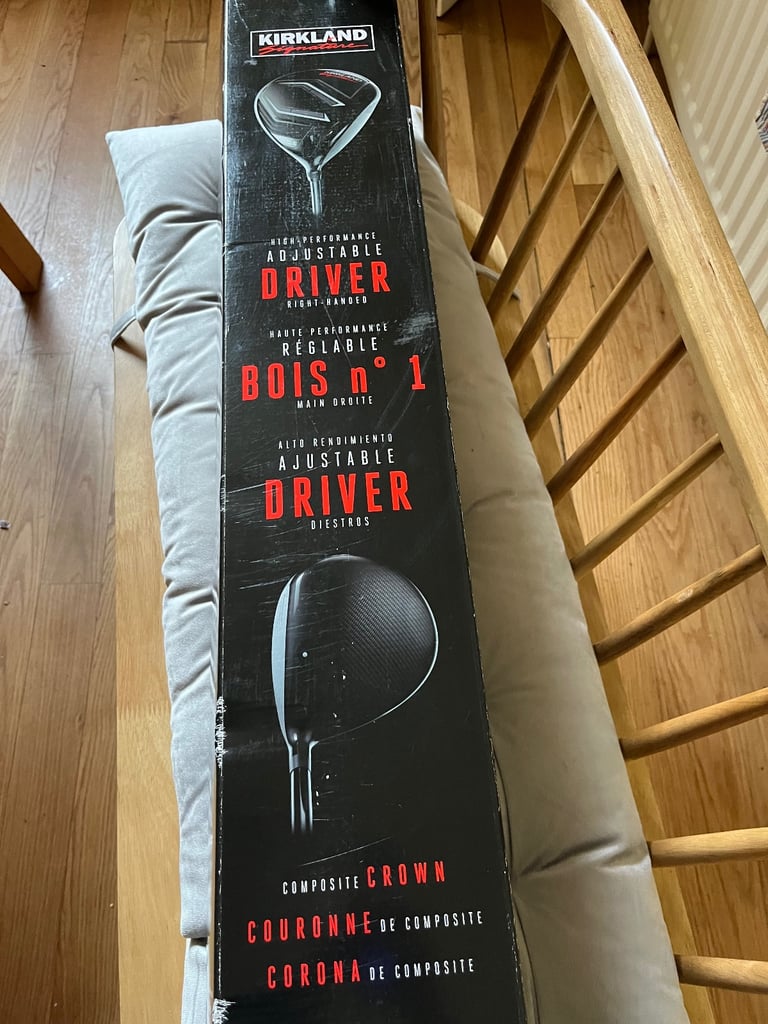 KIRKLAND
Signature
HIGH-PERFORMANCE
ADJUSTABLE
DRIVER
RIGHT-HANDED
HAUTE PERFORMANCE
RÉGLABLE
BOIS n° 1
MAIN DROITE
ALTO RENDIMIENTO
AJUSTABLE
DRIVER
DIESTROS
COMPOSITE CROWN
COURONNE DE COMPOSITE
CORONA DE COMPOSITE